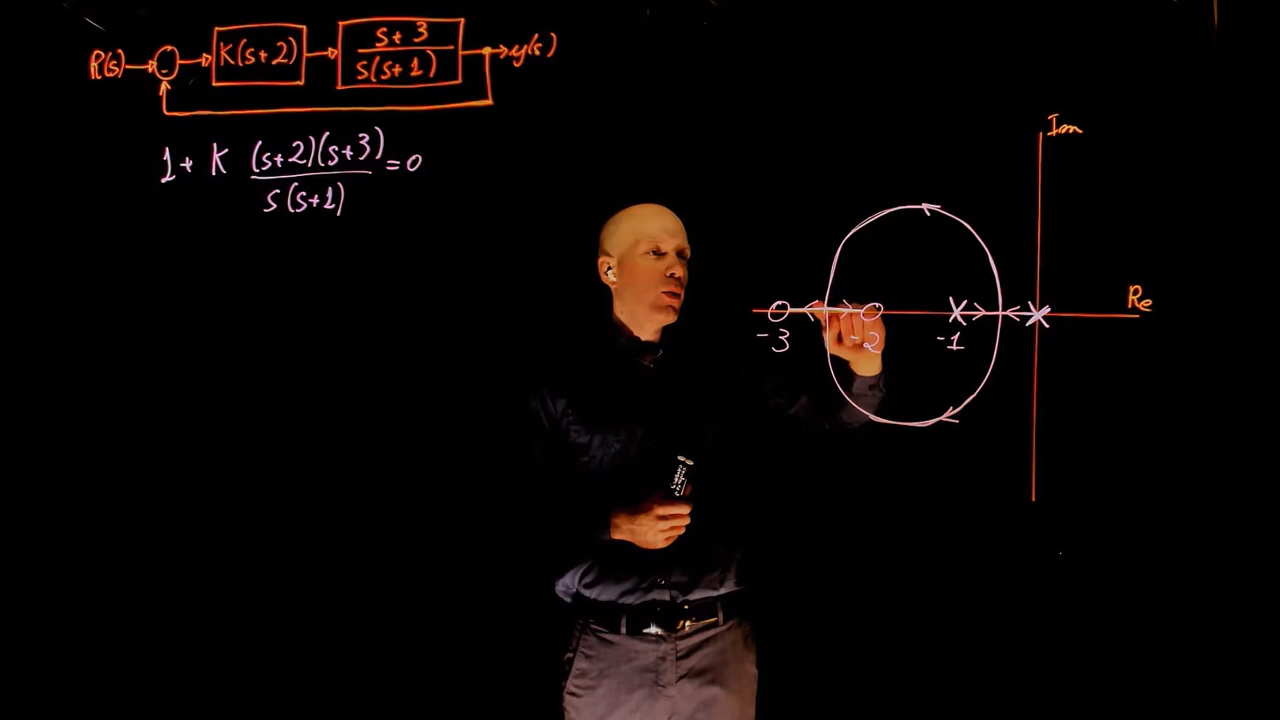 R(s) - K(s+2) s+3 / s(s+1) y(s)
1 + K (s+2)(s+3) / s(s+1) = 0
Im
Re
-3 -2 -1